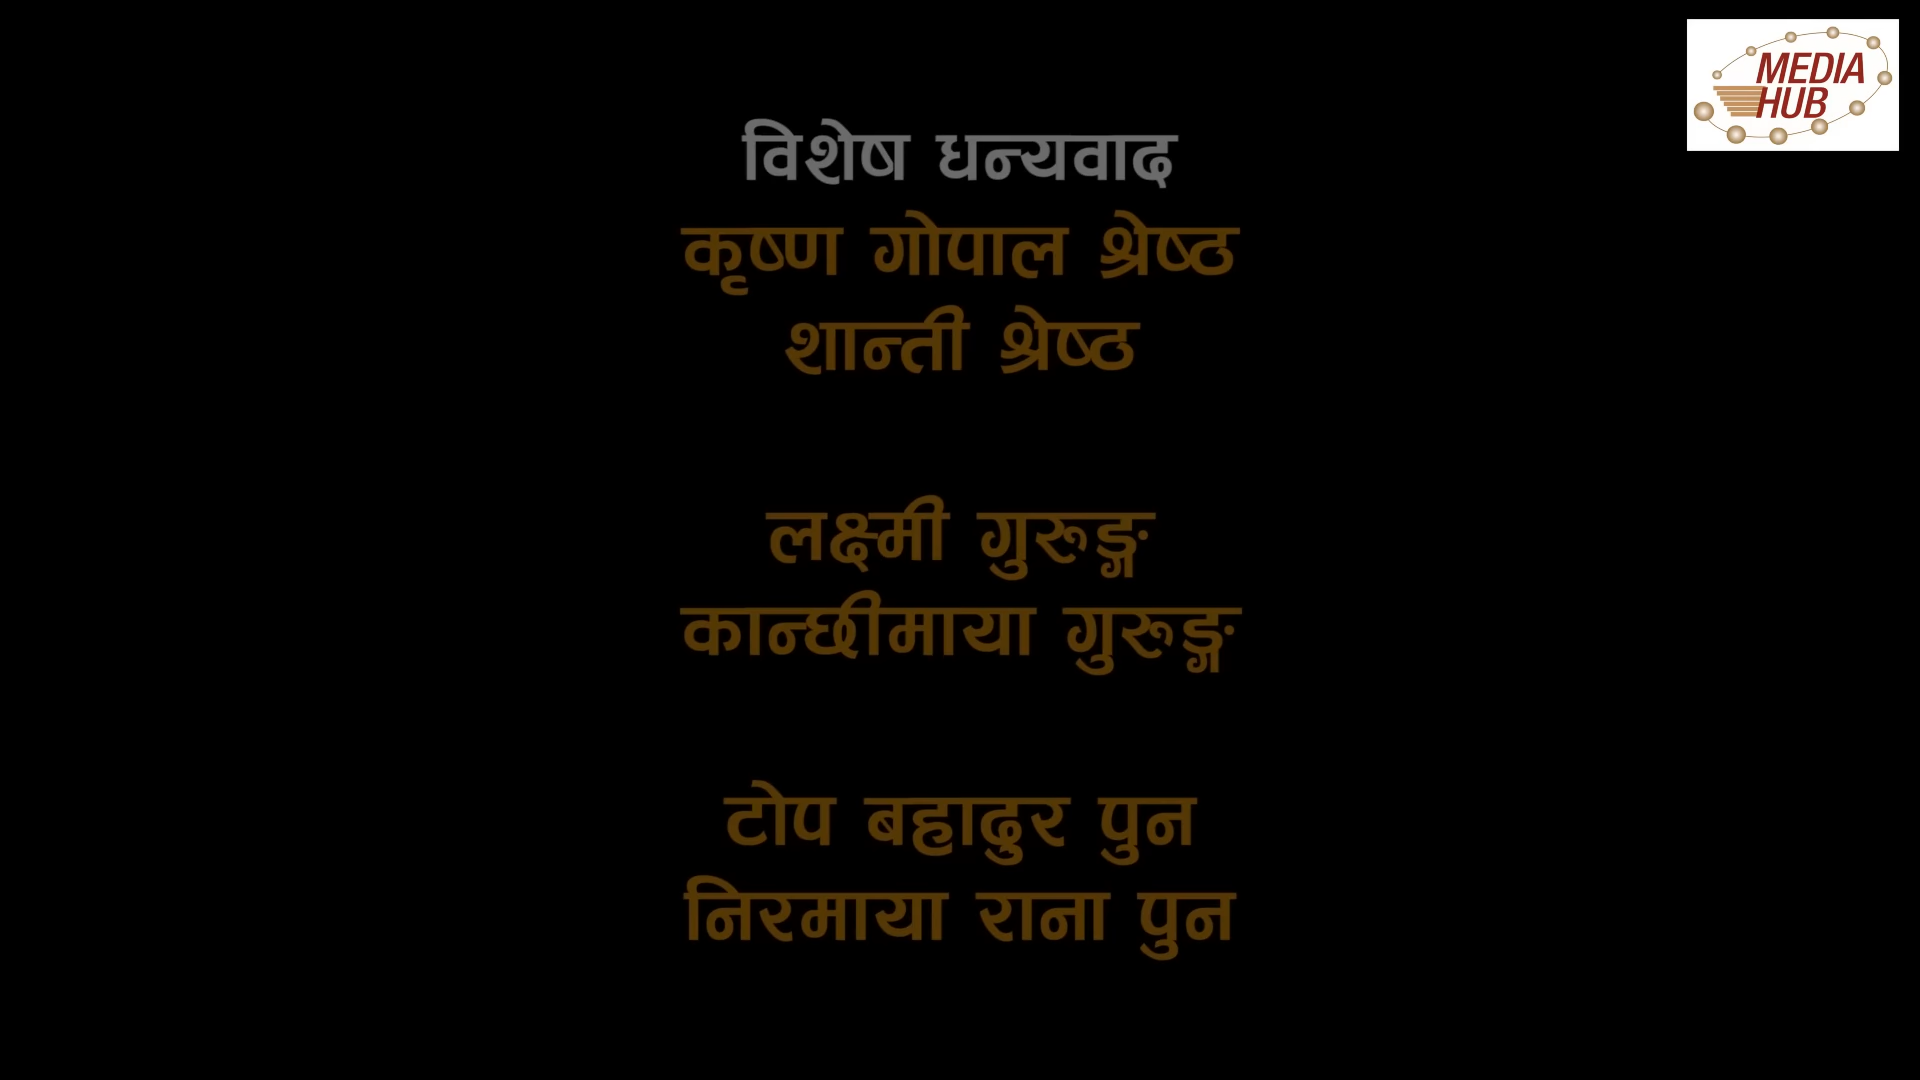 MEDIA
HUB
विशेष धन्यवाद
कृष्ण गोपाल श्रेष्ठ
शान्ती श्रेष्ठ
लक्ष्मी गुरुङ्ग
कान्छीमाया गुरुङ्ग
टोप बहादुर पुन
निरमाया राना पुन